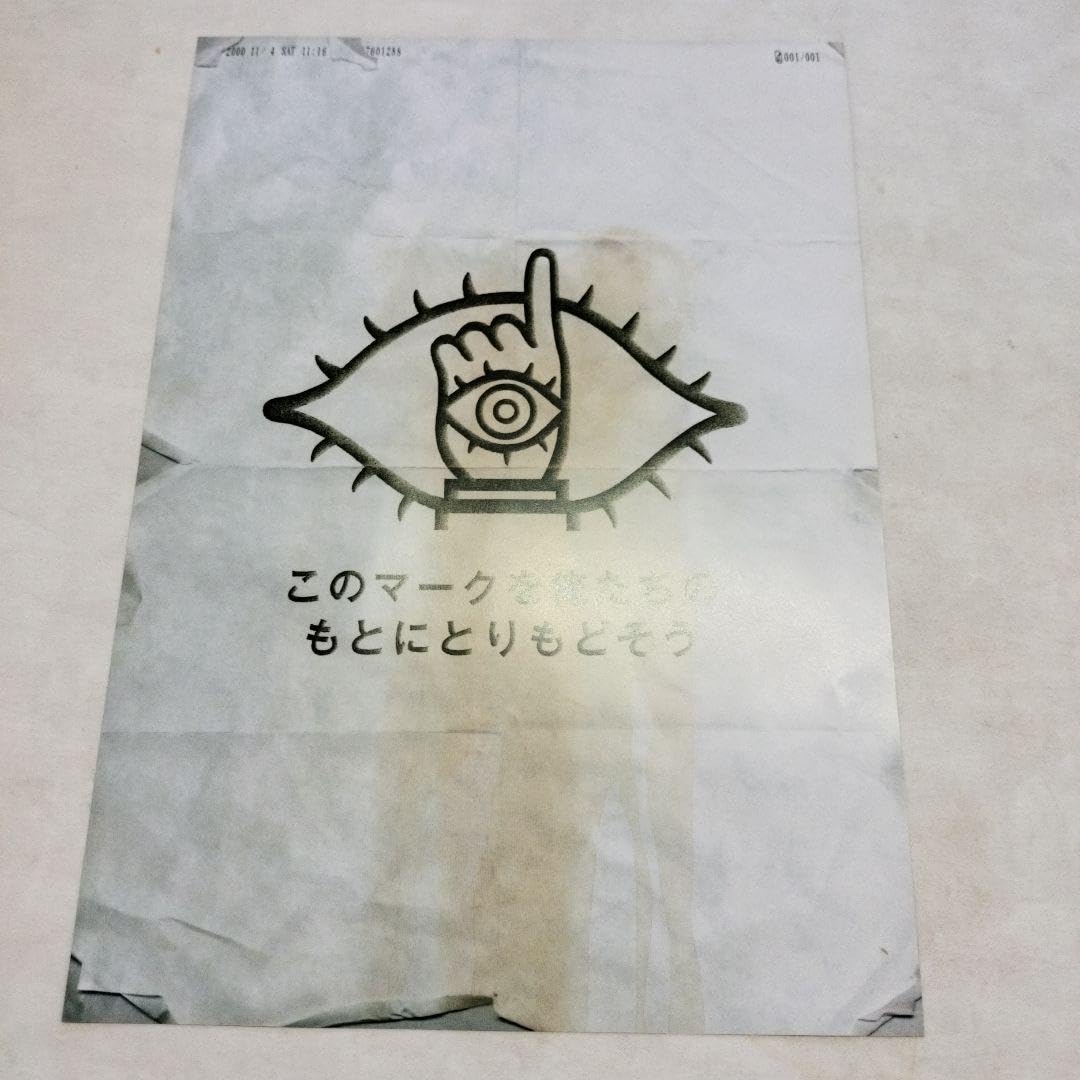 2000 11/ 4 SAT 11:16 7601288
001/001
このマークを俺たちの
もとにとりもどそう